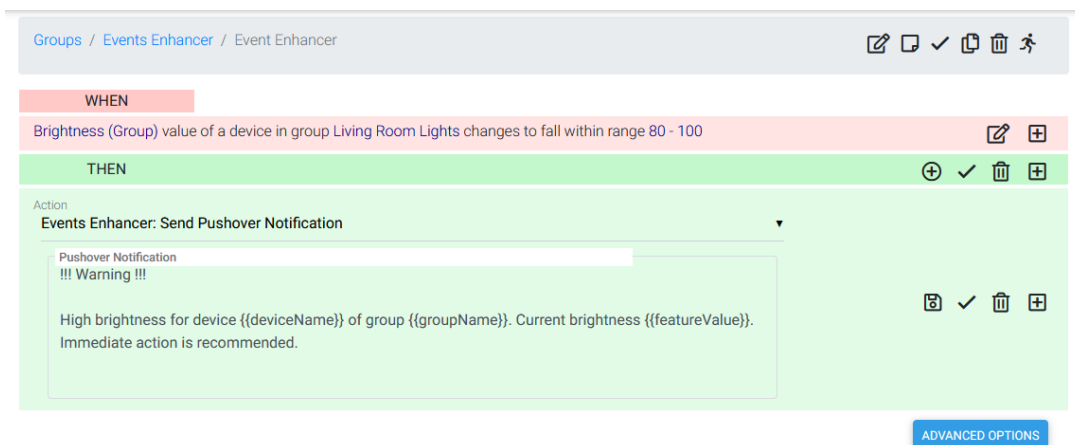 Groups / Events Enhancer / Event Enhancer
WHEN
Brightness (Group) value of a device in group Living Room Lights changes to fall within range 80 - 100
THEN
Action
Events Enhancer: Send Pushover Notification
Pushover Notification
!!! Warning !!!
High brightness for device {{deviceName}} of group {{groupName}}. Current brightness {{featureValue}}.
Immediate action is recommended.
ADVANCED OPTIONS